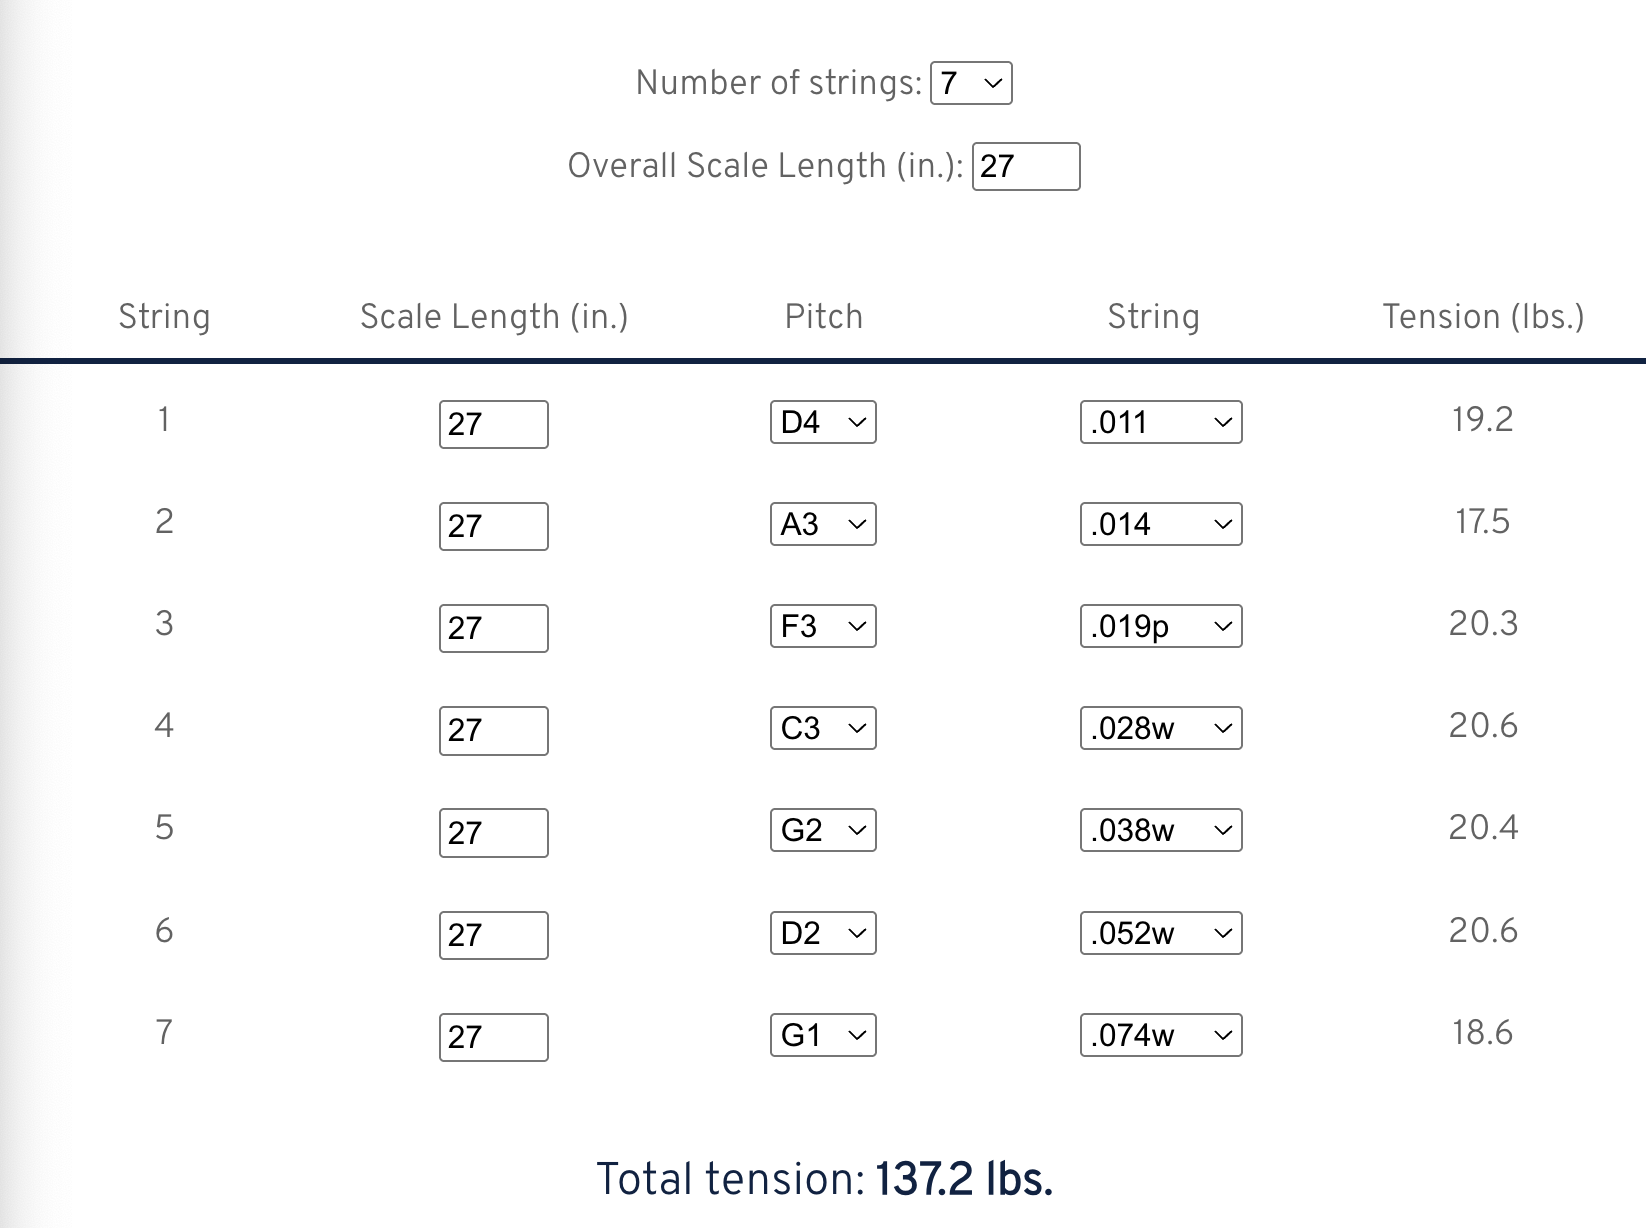 Number of strings: 7
Overall Scale Length (in.): 27
String Scale Length (in.) Pitch String Tension (lbs.)
1 27 D4 .011 19.2
2 27 A3 .014 17.5
3 27 F3 .019p 20.3
4 27 C3 .028w 20.6
5 27 G2 .038w 20.4
6 27 D2 .052w 20.6
7 27 G1 .074w 18.6
Total tension: 137.2 lbs.